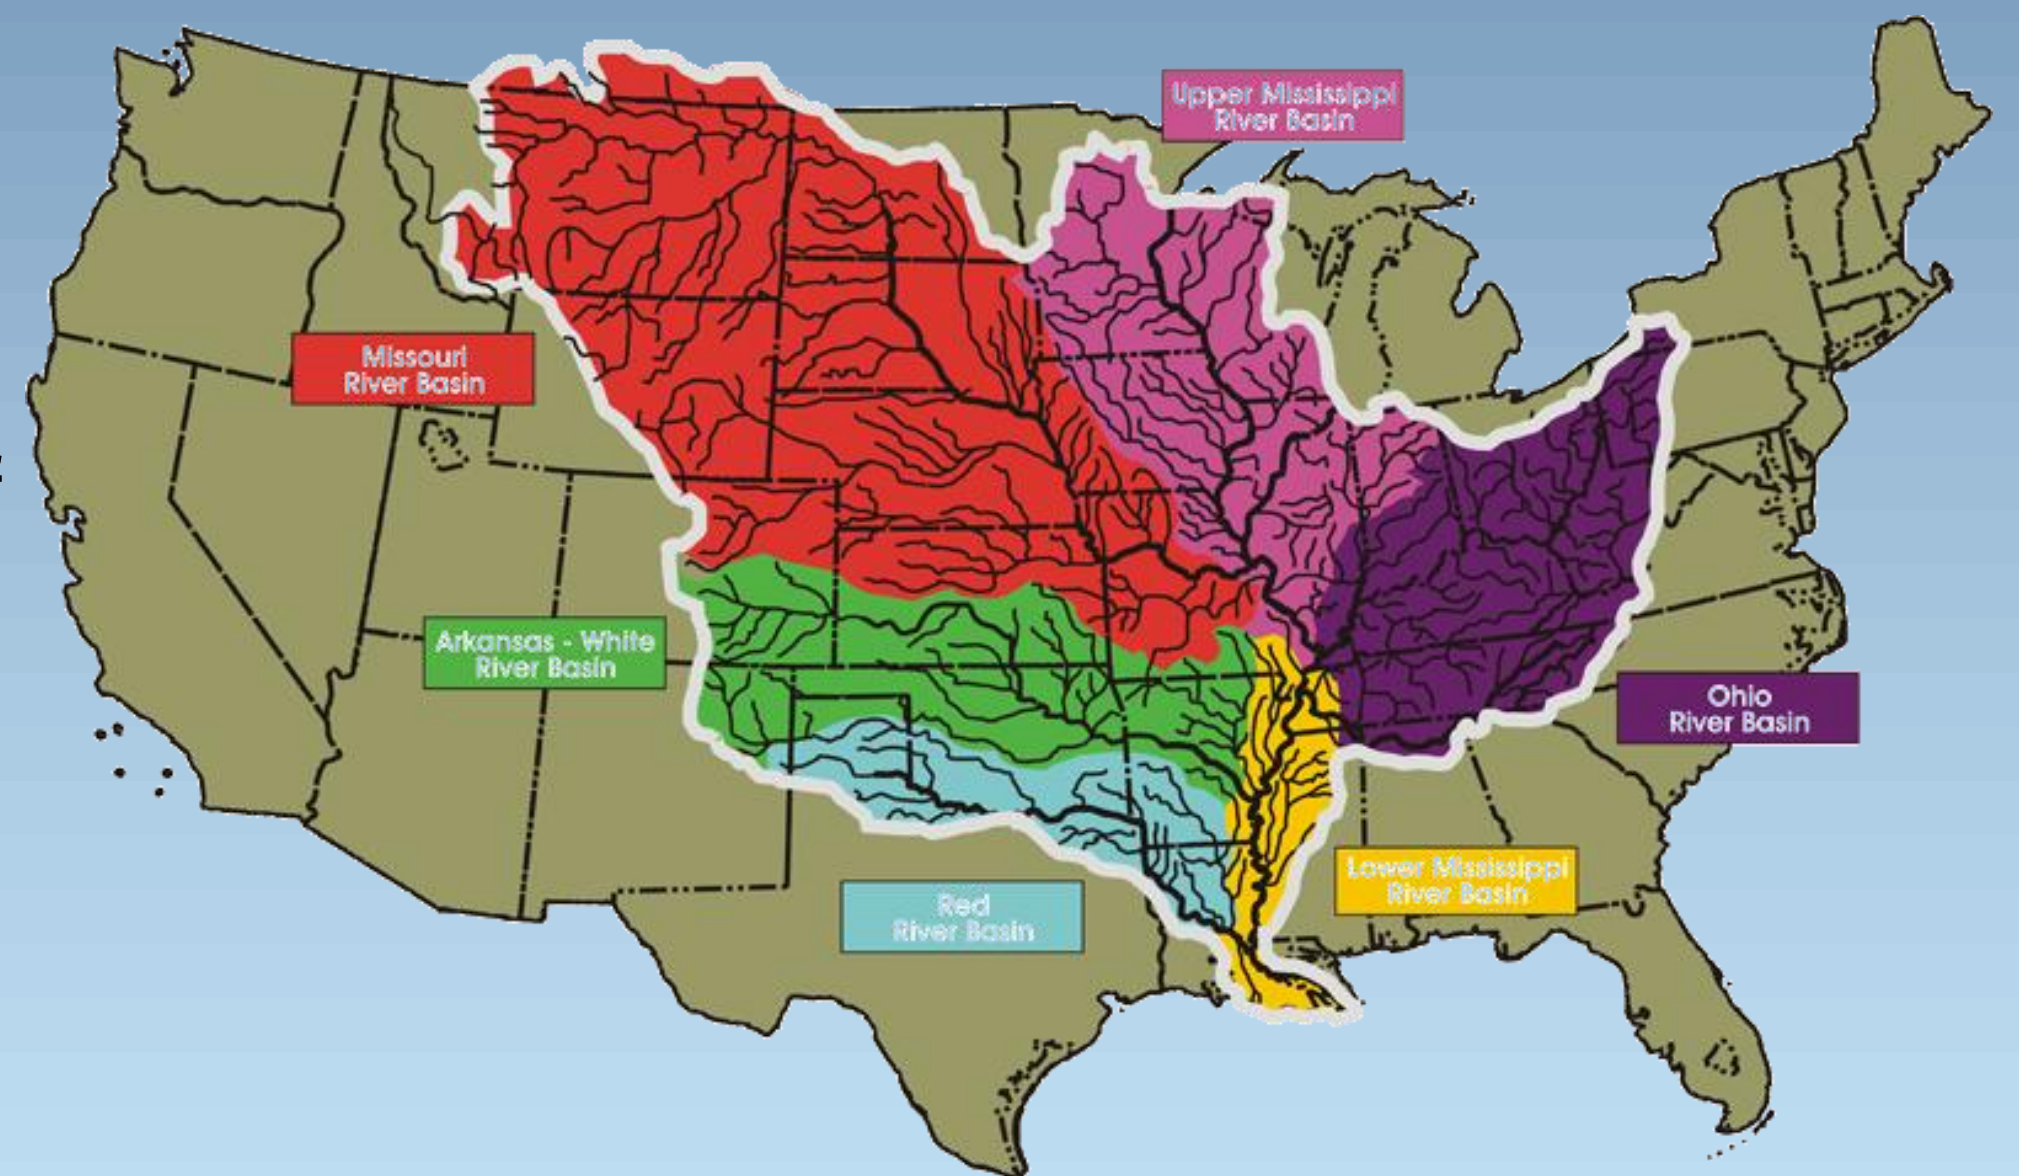 Upper Mississippi
River Basin
Missouri
River Basin
Arkansas - White
River Basin
Ohio
River Basin
Lower Mississippi
River Basin
Red
River Basin